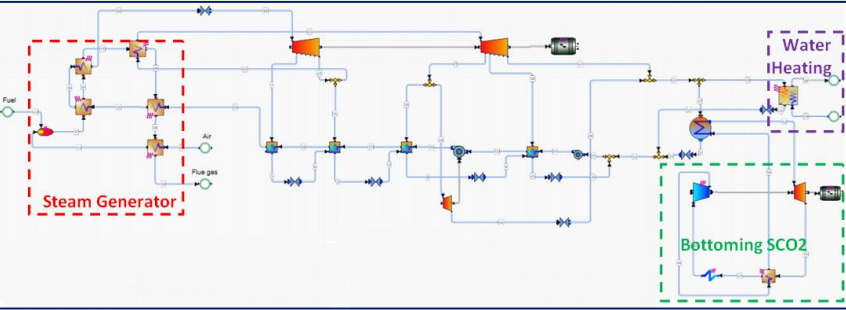 Water
Heating
Fuel
Air
Flue gas
Steam Generator
Bottoming SCO2